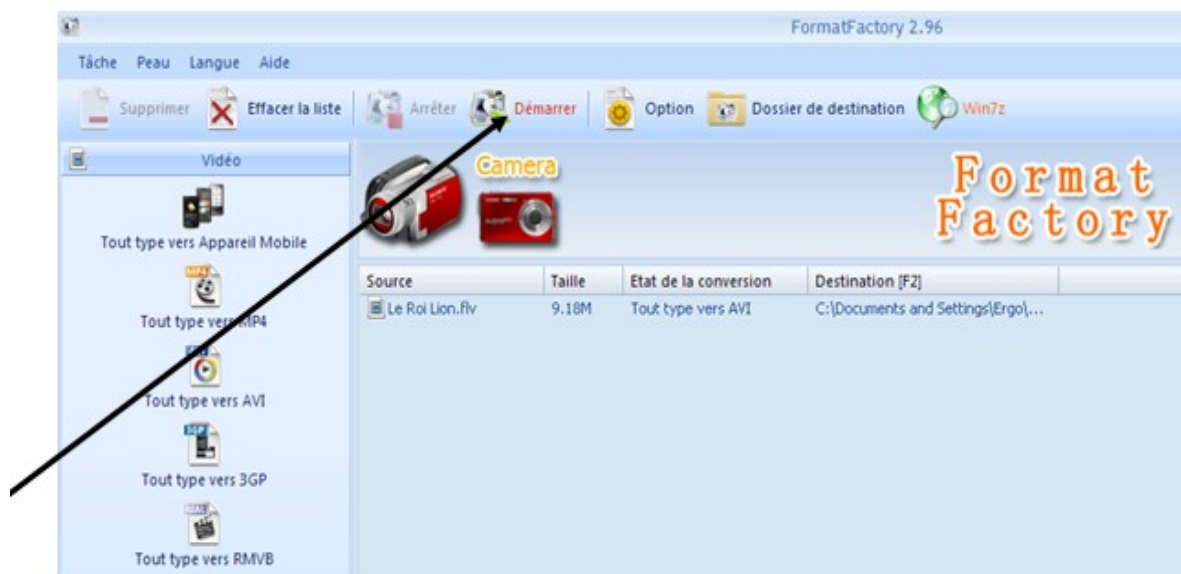 FormatFactory 2.96
Tâche Peau Langue Aide
Supprimer Effacer la liste Arrêter Démarrer Option Dossier de destination Win7z
Vidéo
Tout type vers Appareil Mobile
MP4
Tout type vers MP4
Tout type vers AVI
3GP
Tout type vers 3GP
REAL
Tout type vers RMVB
Camera
Format
Factory
Source Taille Etat de la conversion Destination [F2]
Le Roi Lion.flv 9.18M Tout type vers AVI C:\Documents and Settings\Ergo\,...